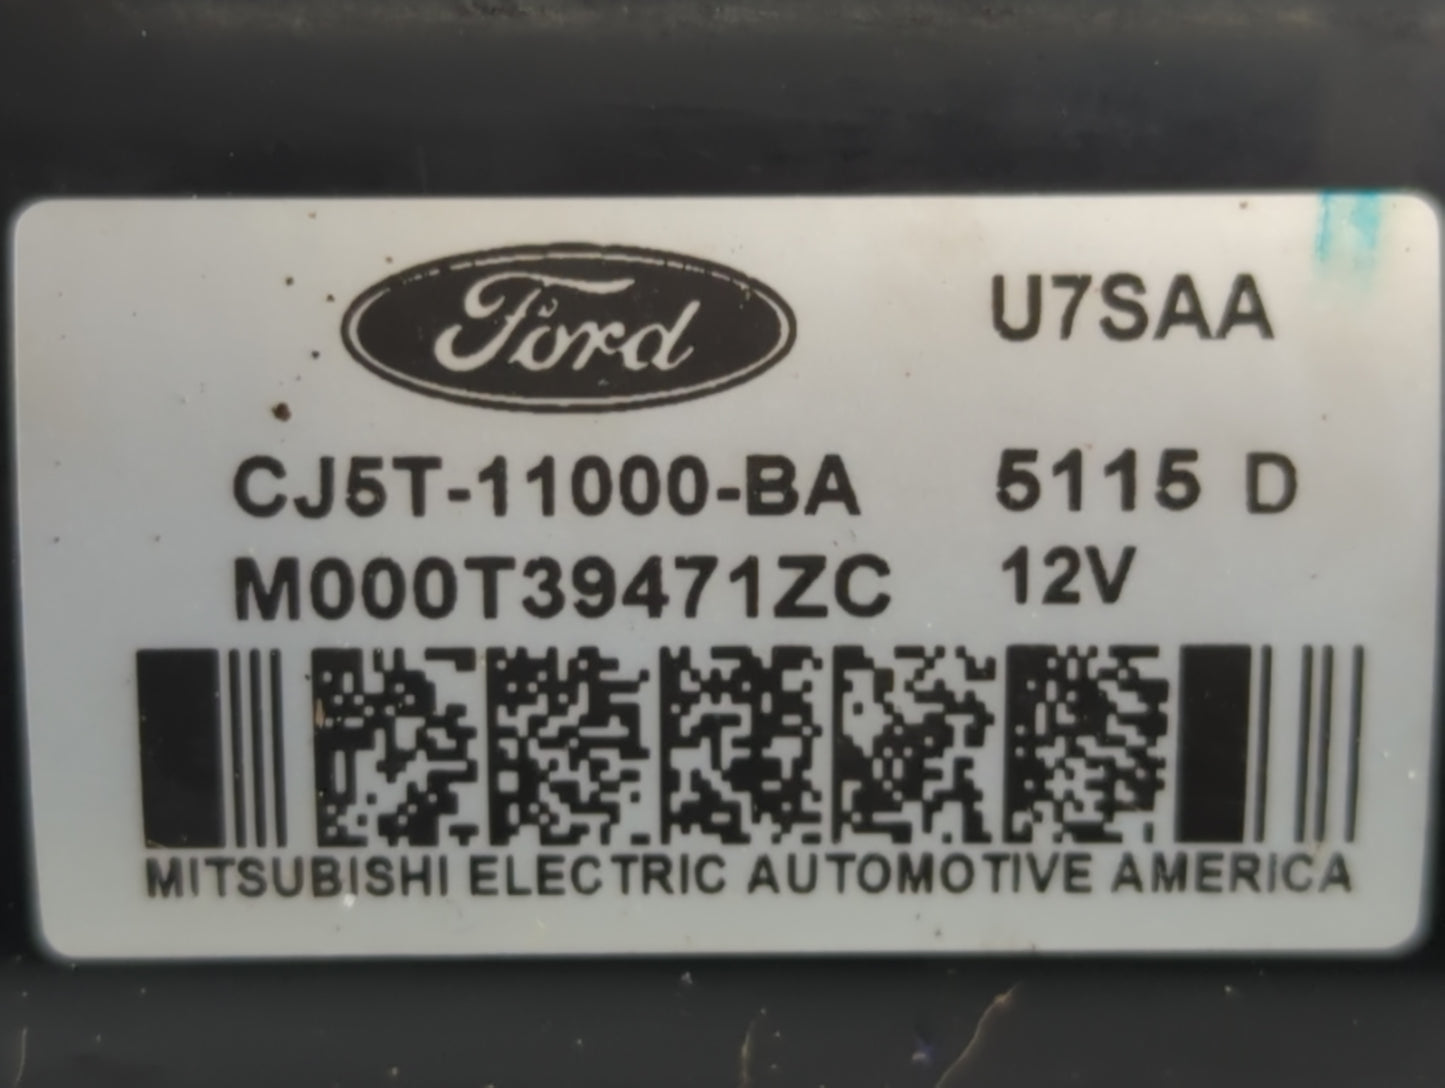 Ford U7SAA
CJ5T-11000-BA 5115 D
M000T39471ZC 12V
MITSUBISHI ELECTRIC AUTOMOTIVE AMERICA